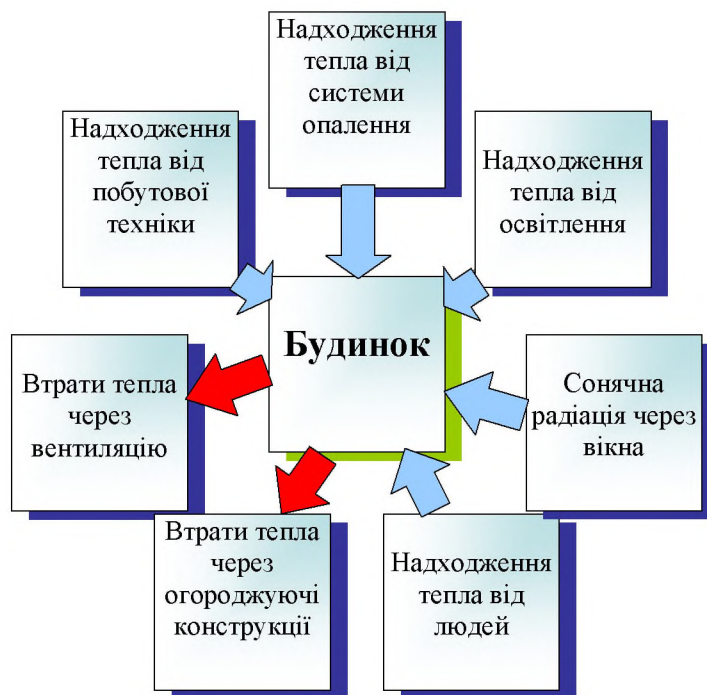 Надходження
тепла від
системи
опалення
Надходження
тепла від
побутової
техніки
Надходження
тепла від
освітлення
Будинок
Втрати тепла
через
вентиляцію
Сонячна
радіація через
вікна
Втрати тепла
через
огороджуючі
конструкції
Надходження
тепла від
людей